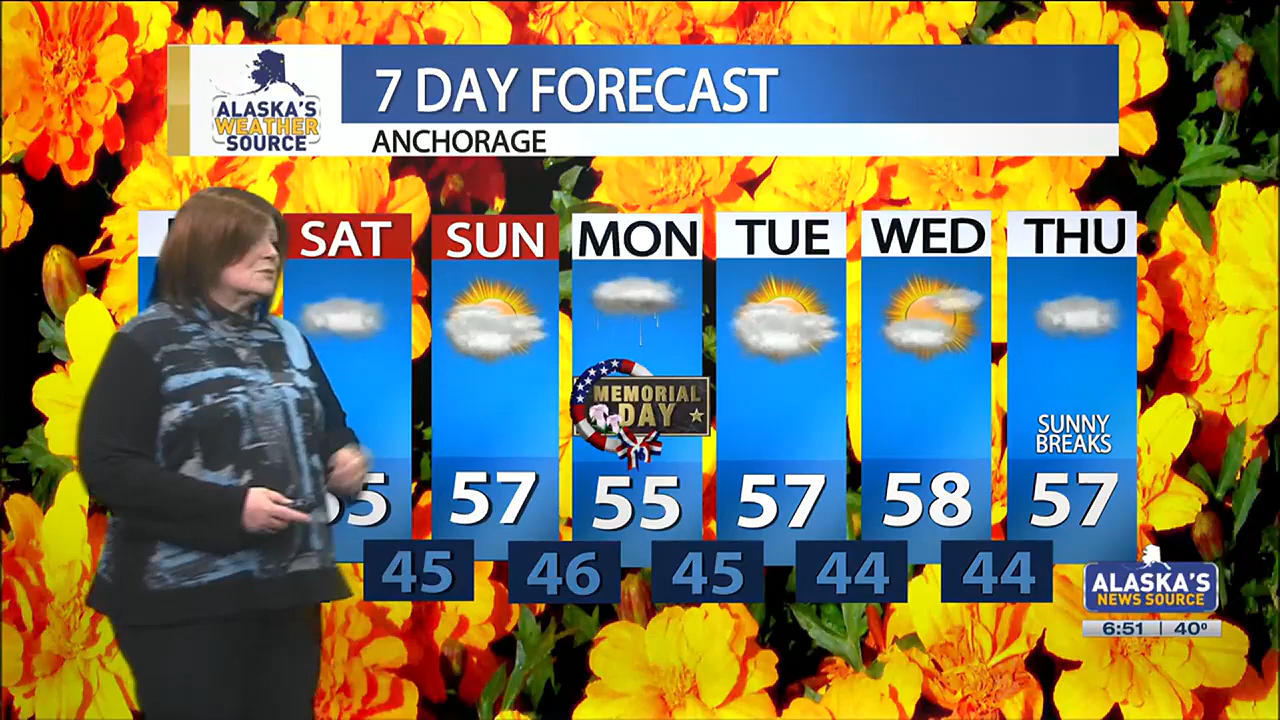 ALASKA'S
WEATHER
SOURCE
7 DAY FORECAST
ANCHORAGE
SAT
SUN
MON
TUE
WED
THU
MEMORIAL
DAY
SUNNY
BREAKS
57
55
57
58
57
45
46
45
44
44
ALASKA'S
NEWS SOURCE
6:51 | 40°